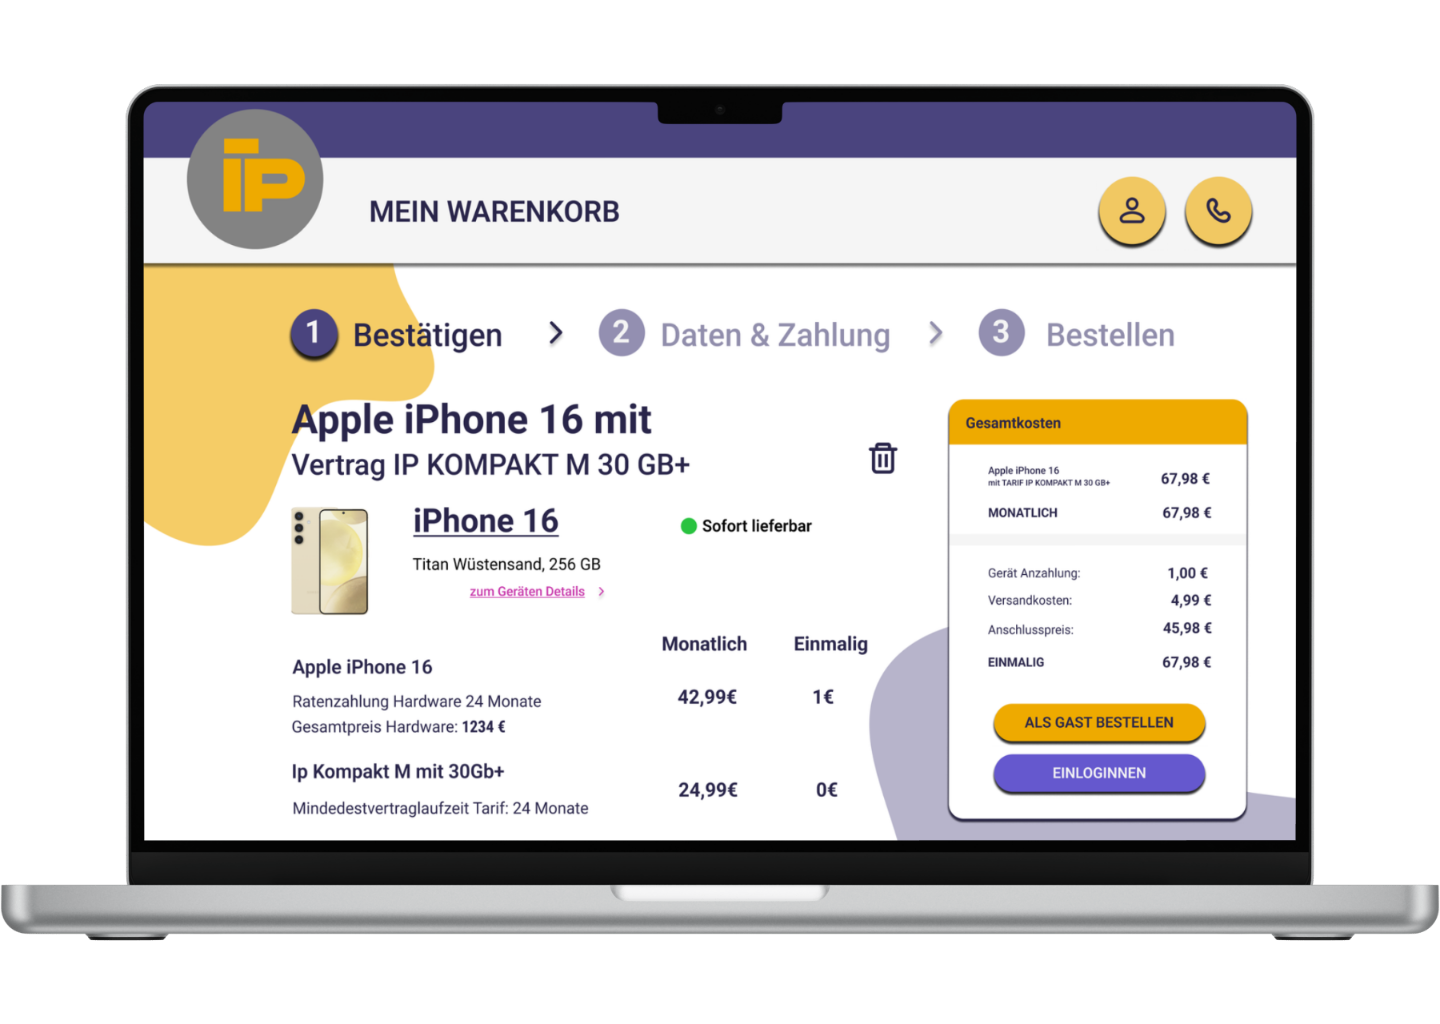 IP
MEIN WARENKORB
1 Bestätigen > 2 Daten & Zahlung > 3 Bestellen
Apple iPhone 16 mit
Vertrag IP KOMPAKT M 30 GB+
iPhone 16
Sofort lieferbar
Titan Wüstensand, 256 GB
zum Geräten Details >
Monatlich Einmalig
Apple iPhone 16
Ratenzahlung Hardware 24 Monate
42,99€ 1€
Gesamtpreis Hardware: 1234 €
Ip Kompakt M mit 30Gb+
24,99€ 0€
Mindedestvertraglaufzeit Tarif: 24 Monate
Gesamtkosten
Apple iPhone 16
mit TARIF IP KOMPAKT M 30 GB+
67,98 €
MONATLICH 67,98 €
Gerät Anzahlung: 1,00 €
Versandkosten: 4,99 €
Anschlusspreis: 45,98 €
EINMALIG 67,98 €
ALS GAST BESTELLEN
EINLOGINNEN